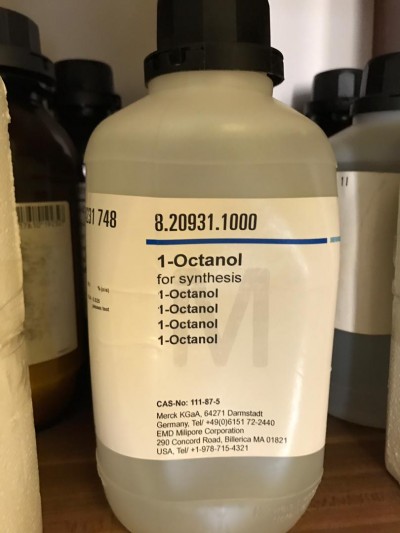 231 748
8.20931.1000
1-Octanol
for synthesis
1-Octanol
1-Octanol
1-Octanol
1-Octanol
CAS-No: 111-87-5
Merck KGaA, 64271 Darmstadt
Germany, Tel/ +49(0)6151 72-2440
EMD Milipore Corporation
290 Concord Road, Billerica MA 01821
USA, Tel/ +1-978-715-4321
M